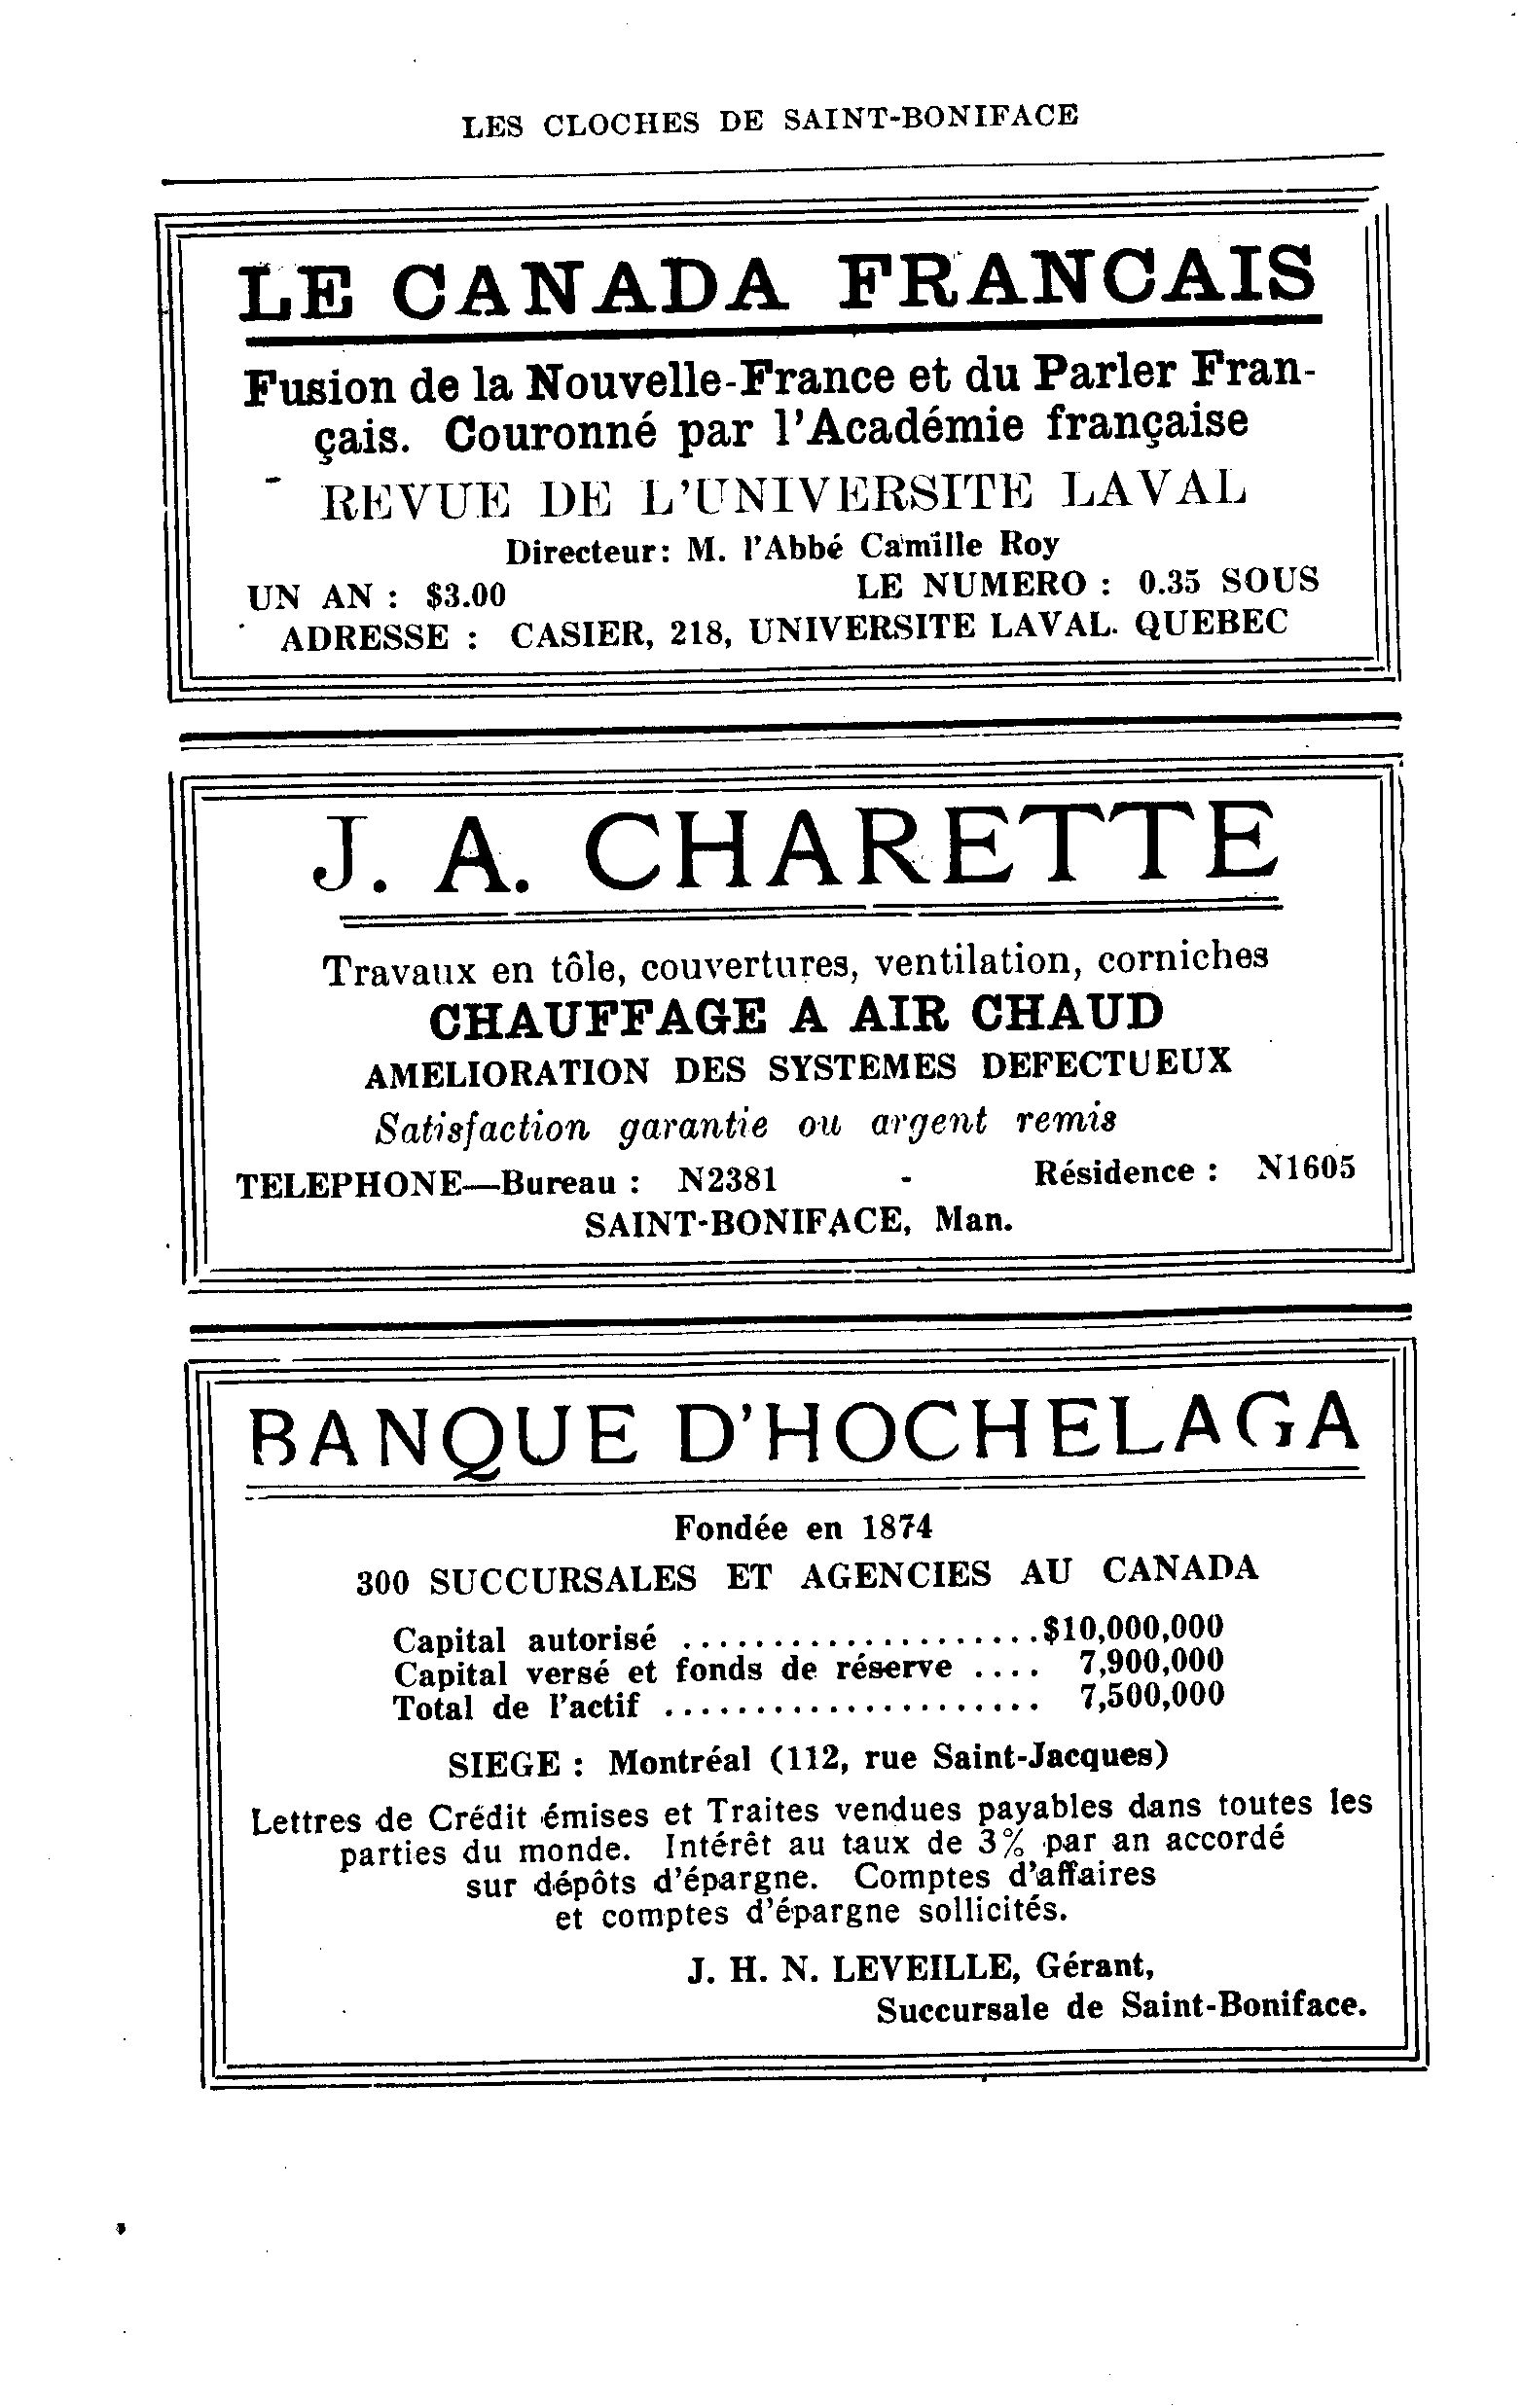 LES CLOCHES DE SAINT-BONIFACE
LE CANADA FRANCAIS
Fusion de la Nouvelle-France et du Parler Fran-
çais. Couronné par l'Académie française
REVUE DE L'UNIVERSITE LAVAL
Directeur: M. l'Abbé Camille Roy
UN AN : $3.00 LE NUMERO : 0.35 SOUS
ADRESSE : CASIER, 218, UNIVERSITE LAVAL. QUEBEC
J. A. CHARETTE
Travaux en tôle, couvertures, ventilation, corniches
CHAUFFAGE A AIR CHAUD
AMELIORATION DES SYSTEMES DEFECTUEUX
Satisfaction garantie ou argent remis
TELEPHONE—Bureau : N2381 - Résidence : N1605
SAINT-BONIFACE, Man.
BANQUE D'HOCHELAGA
Fondée en 1874
300 SUCCURSALES ET AGENCIES AU CANADA
Capital autorisé ....................$10,000,000
Capital versé et fonds de réserve .... 7,900,000
Total de l'actif ..................... 7,500,000
SIEGE : Montréal (112, rue Saint-Jacques)
Lettres de Crédit émises et Traites vendues payables dans toutes les
parties du monde. Intérêt au taux de 3% par an accordé
sur dépôts d'épargne. Comptes d'affaires
et comptes d'épargne sollicités.
J. H. N. LEVEILLE, Gérant,
Succursale de Saint-Boniface.